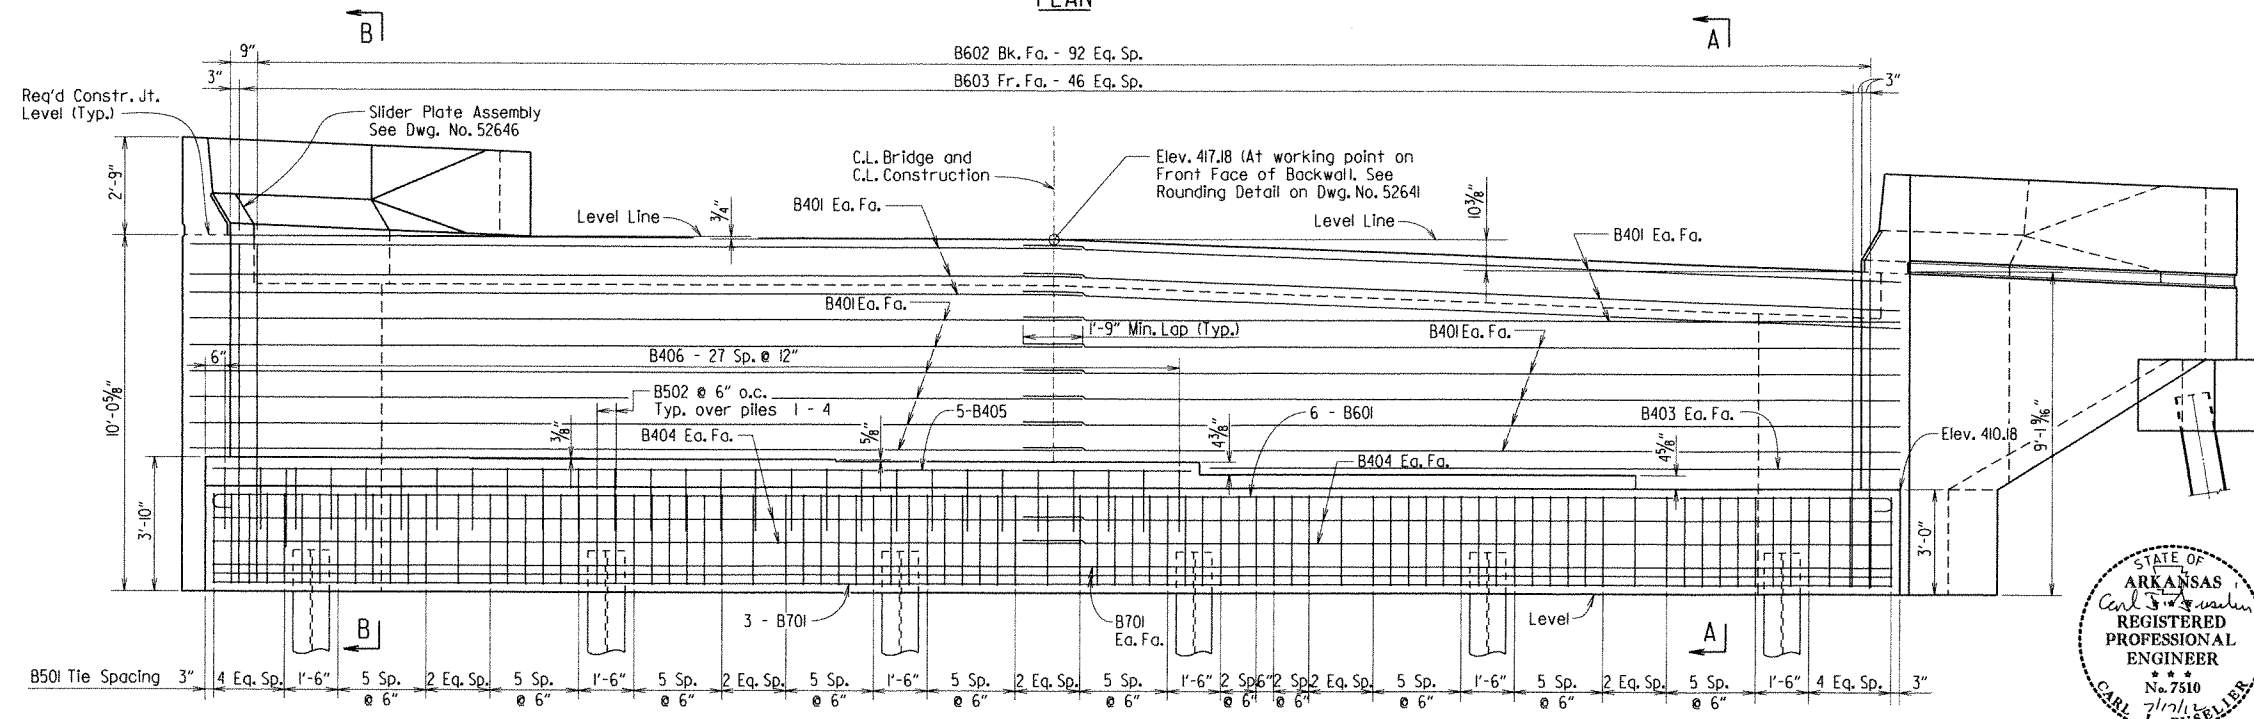 PLAN
B
A
9"
B602 Bk. Fa. - 92 Eq. Sp.
3"
B603 Fr. Fa. - 46 Eq. Sp.
3"
Req'd Constr. Jt.
Level (Typ.)
Slider Plate Assembly
See Dwg. No. 52646
2'-9"
C.L. Bridge and
C.L. Construction
Elev. 417.18 (At working point on
Front Face of Backwall. See
Rounding Detail on Dwg. No. 52641
Level Line
3/4"
B401 Ea. Fa.
10 3/8"
Level Line
B401 Ea. Fa.
B401 Ea. Fa.
1'-9" Min. Lap (Typ.)
B401 Ea. Fa.
6"
B406 - 27 Sp. @ 12"
10'-0 5/8"
B502 @ 6" o.c.
Typ. over piles 1 - 4
5-B405
6 - B601
B403 Ea. Fa.
3/8"
B404 Ea. Fa.
5/8"
4 3/8"
B404 Ea. Fa.
4 5/8"
Elev. 410.18
9'-1 9/16"
3'-10"
3'-0"
3 - B701
B701
Ea. Fa.
Level
B
A
B501 Tie Spacing 3" 4 Eq. Sp. 1'-6" 5 Sp. @ 6" 2 Eq. Sp. 5 Sp. @ 6" 1'-6" 5 Sp. @ 6" 2 Eq. Sp. 5 Sp. @ 6" 1'-6" 5 Sp. @ 6" 2 Eq. Sp. 5 Sp. @ 6" 1'-6" 2 Sp. @ 6" 6" 2 Sp. @ 6" 2 Eq. Sp. 5 Sp. @ 6" 1'-6" 5 Sp. @ 6" 2 Eq. Sp. 5 Sp. @ 6" 1'-6" 4 Eq. Sp. 3"
STATE OF
ARKANSAS
REGISTERED
PROFESSIONAL
ENGINEER
* * *
No. 7510
7/17/12
CARL